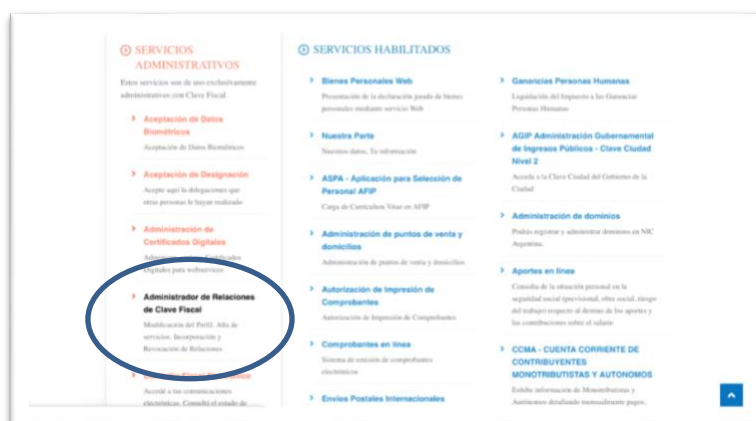 SERVICIOS
ADMINISTRATIVOS
Estos servicios son de uso exclusivamente
administrativos con Clave Fiscal
Aceptación de Datos
Biométricos
Aceptación de Datos Biométricos
Aceptación de Designación
Acepte aquí la delegaciones que
otras personas le hayan realizado
Administración de
Certificados Digitales
Administración de Certificados
Digitales para webservices
Administrador de Relaciones
de Clave Fiscal
Modificación del Perfil. Alta de
servicios. Incorporación y
Revocación de Relaciones
Accedé a tus comunicaciones
electrónicas. Consultá el estado de
SERVICIOS HABILITADOS
Bienes Personales Web
Presentación de la declaración jurada de bienes
personales mediante servicio Web
Nuestra Parte
Nuestros datos, Tu información
ASPA - Aplicación para Selección de
Personal AFIP
Carga de Currículum Vitae en AFIP
Administración de puntos de venta y
domicilios
Administración de puntos de venta y domicilios
Autorización de Impresión de
Comprobantes
Autorización de Impresión de Comprobantes
Comprobantes en línea
Sistema de emisión de comprobantes
electrónicos
Envíos Postales Internacionales
Ganancias Personas Humanas
Liquidación del Impuesto a las Ganancias
Personas Humanas
AGIP Administración Gubernamental
de Ingresos Públicos - Clave Ciudad
Nivel 2
Acceda a la Clave Ciudad del Gobierno de la
Ciudad
Administración de dominios
Podrás registrar y administrar dominios en NIC
Argentina.
Aportes en línea
Consulta de la situación personal en la
seguridad social (previsional, obra social, riesgo
del trabajo) respecto al destino de los aportes y
las contribuciones sobre el salario
CCMA - CUENTA CORRIENTE DE
CONTRIBUYENTES
MONOTRIBUTISTAS Y AUTONOMOS
Exhibe información de Monotributistas y
Autónomos detallando mensualmente pagos,